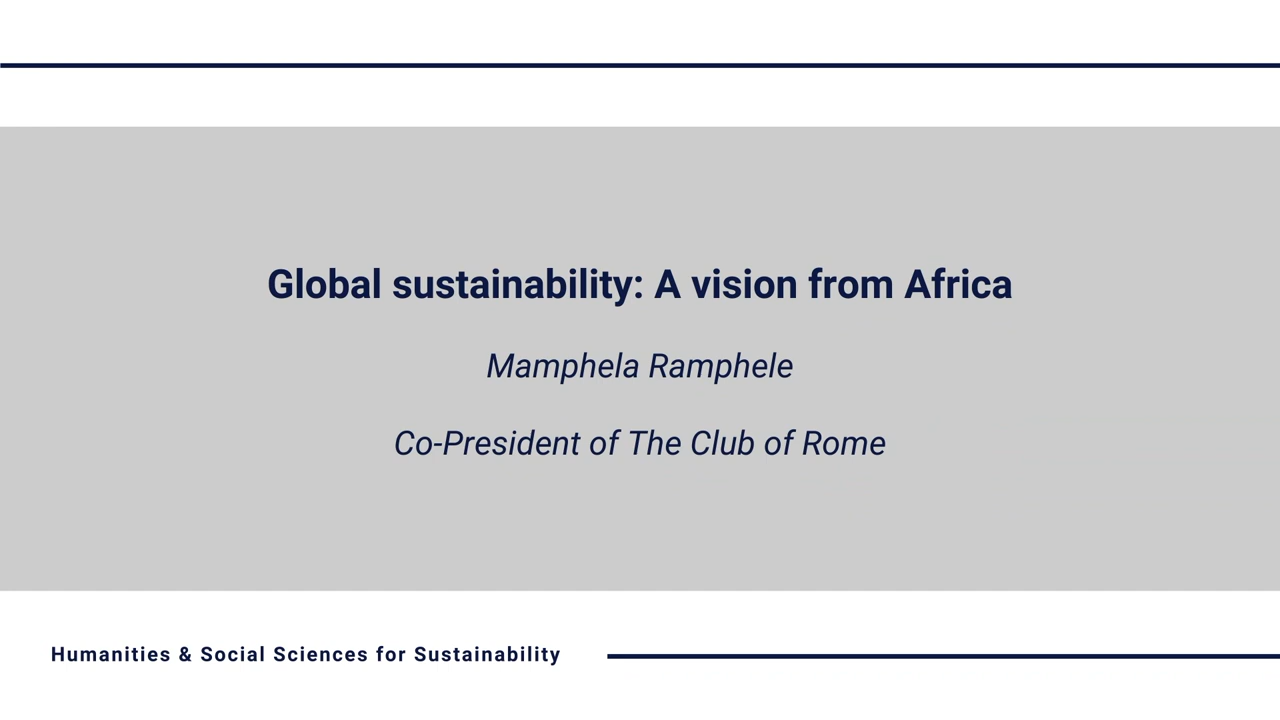 Global sustainability: A vision from Africa
Mamphela Ramphele
Co-President of The Club of Rome
Humanities & Social Sciences for Sustainability